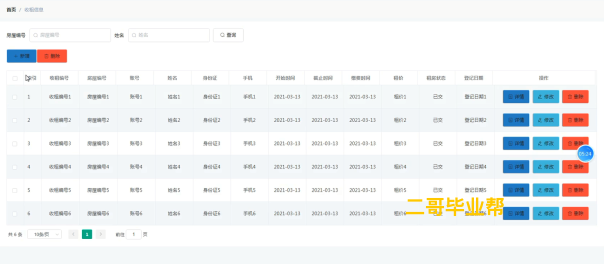 首页 / 收租信息
房屋编号 房屋编号 姓名 姓名 查询
+ 新增 删除
序号 收租编号 房屋编号 账号 姓名 身份证 手机 开始时间 截止时间 缴租时间 租价 租房状态 登记日期 操作
1 收租编号1 房屋编号1 账号1 姓名1 身份证1 手机1 2021-03-13 2021-03-13 2021-03-13 租价1 已交 登记日期1 详情 修改 删除
2 收租编号2 房屋编号2 账号2 姓名2 身份证2 手机2 2021-03-13 2021-03-13 2021-03-13 租价2 已交 登记日期2 详情 修改 删除
3 收租编号3 房屋编号3 账号3 姓名3 身份证3 手机3 2021-03-13 2021-03-13 2021-03-13 租价3 已交 登记日期3 详情 修改 删除
4 收租编号4 房屋编号4 账号4 姓名4 身份证4 手机4 2021-03-13 2021-03-13 2021-03-13 租价4 已交 登记日期4 详情 修改 删除
5 收租编号5 房屋编号5 账号5 姓名5 身份证5 手机5 2021-03-13 2021-03-13 2021-03-13 租价5 已交 登记日期5 详情 修改 删除
6 收租编号6 房屋编号6 账号6 姓名6 身份证6 手机6 2021-03-13 2021-03-13 2021-03-13 租价6 详情 修改 删除
二哥毕业帮
共 6 条 10条/页 1 前往 1 页